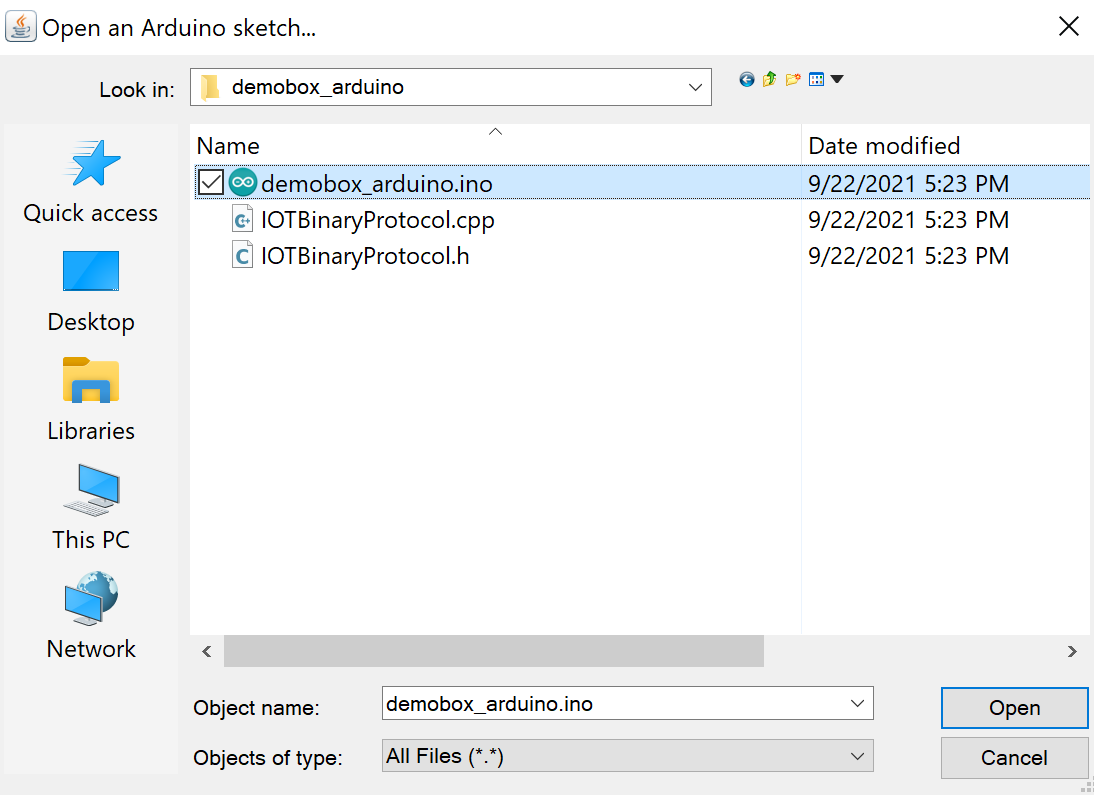 Open an Arduino sketch...
Look in: demobox_arduino
Name Date modified
demobox_arduino.ino 9/22/2021 5:23 PM
IOTBinaryProtocol.cpp 9/22/2021 5:23 PM
IOTBinaryProtocol.h 9/22/2021 5:23 PM
Quick access
Desktop
Libraries
This PC
Network
Object name: demobox_arduino.ino Open
Objects of type: All Files (*.*) Cancel